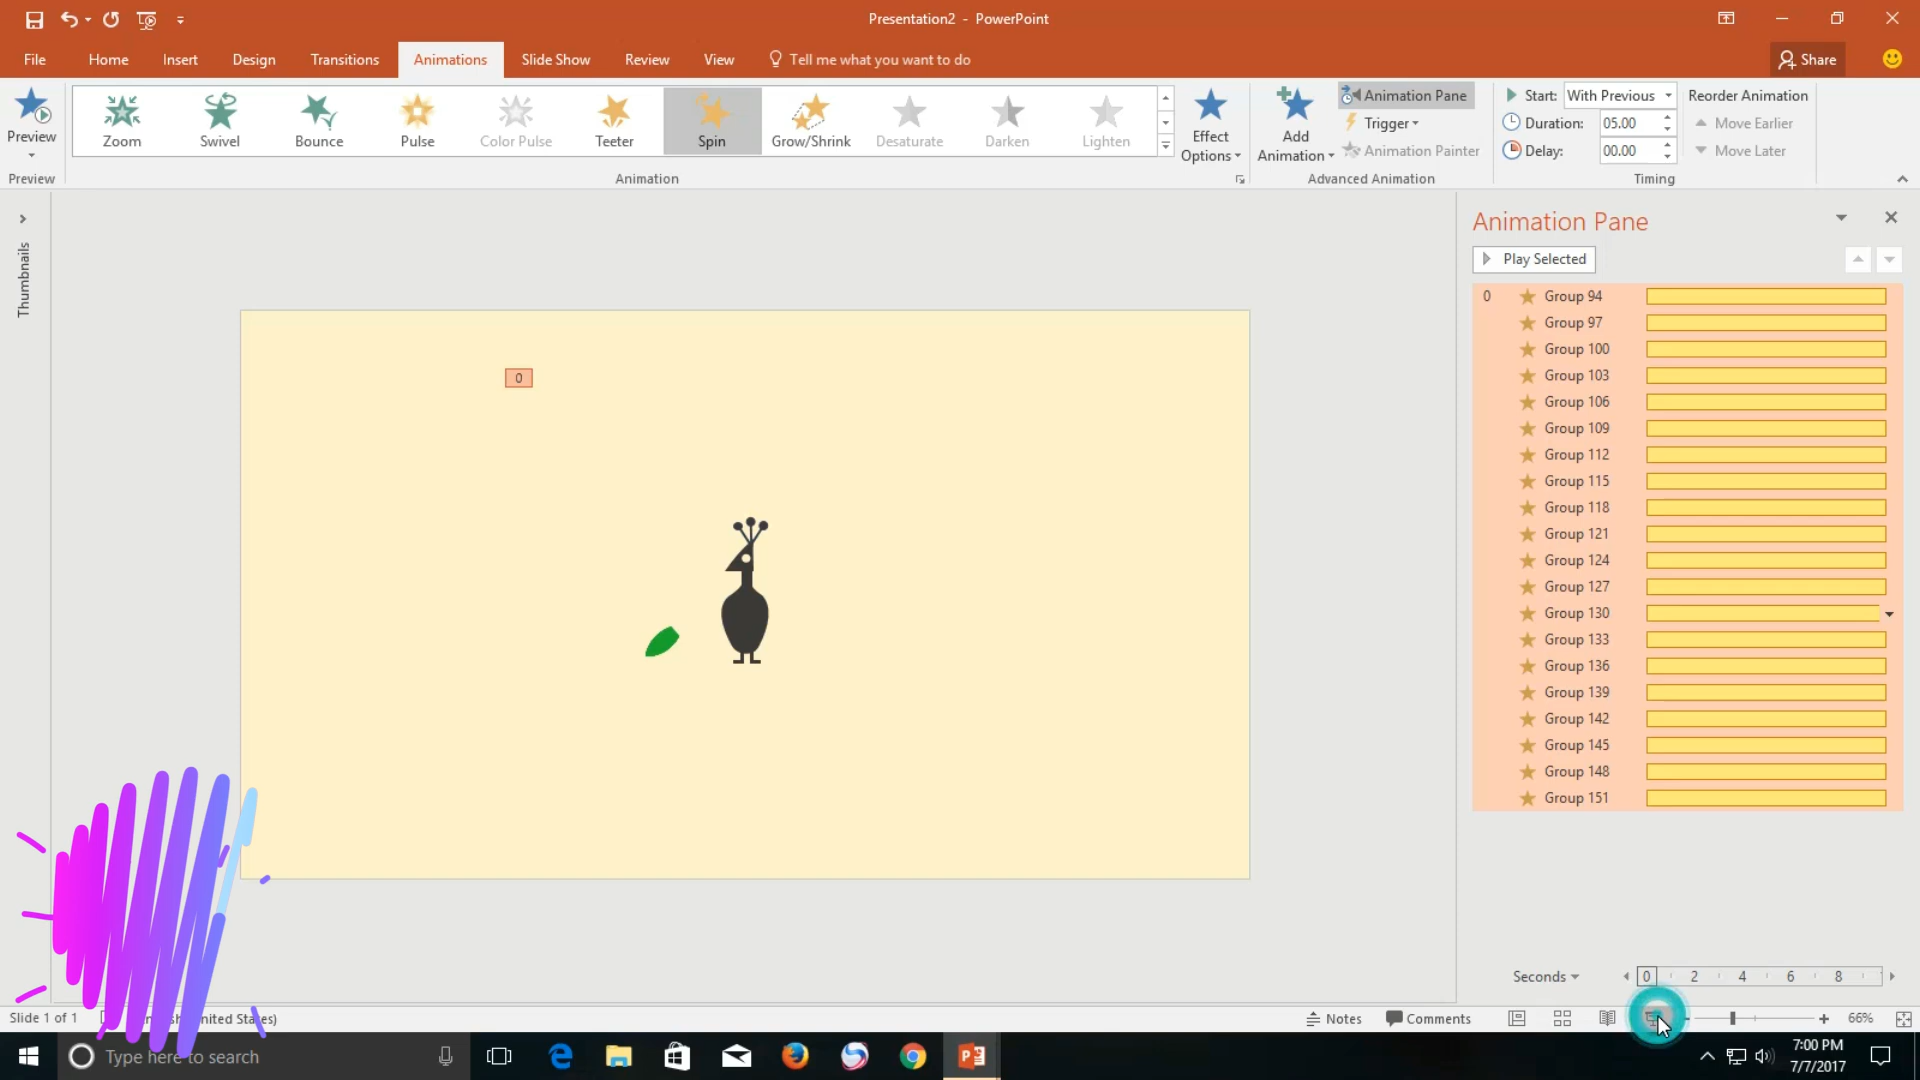 Presentation2 - PowerPoint
File Home Insert Design Transitions Animations Slide Show Review View Tell me what you want to do Share
Preview
Preview
Zoom Swivel Bounce Pulse Color Pulse Teeter Spin Grow/Shrink Desaturate Darken Lighten
Animation
Effect
Options
Add
Animation
Animation Pane
Trigger
Animation Painter
Advanced Animation
Start: With Previous
Duration: 05.00
Delay: 00.00
Timing
Reorder Animation
Move Earlier
Move Later
Thumbnails
0
Animation Pane
Play Selected
0 Group 94
Group 97
Group 100
Group 103
Group 106
Group 109
Group 112
Group 115
Group 118
Group 121
Group 124
Group 127
Group 130
Group 133
Group 136
Group 139
Group 142
Group 145
Group 148
Group 151
Seconds 0 2 4 6 8
Slide 1 of 1 United States)
Notes Comments 66%
Type here to search
7:00 PM
7/7/2017